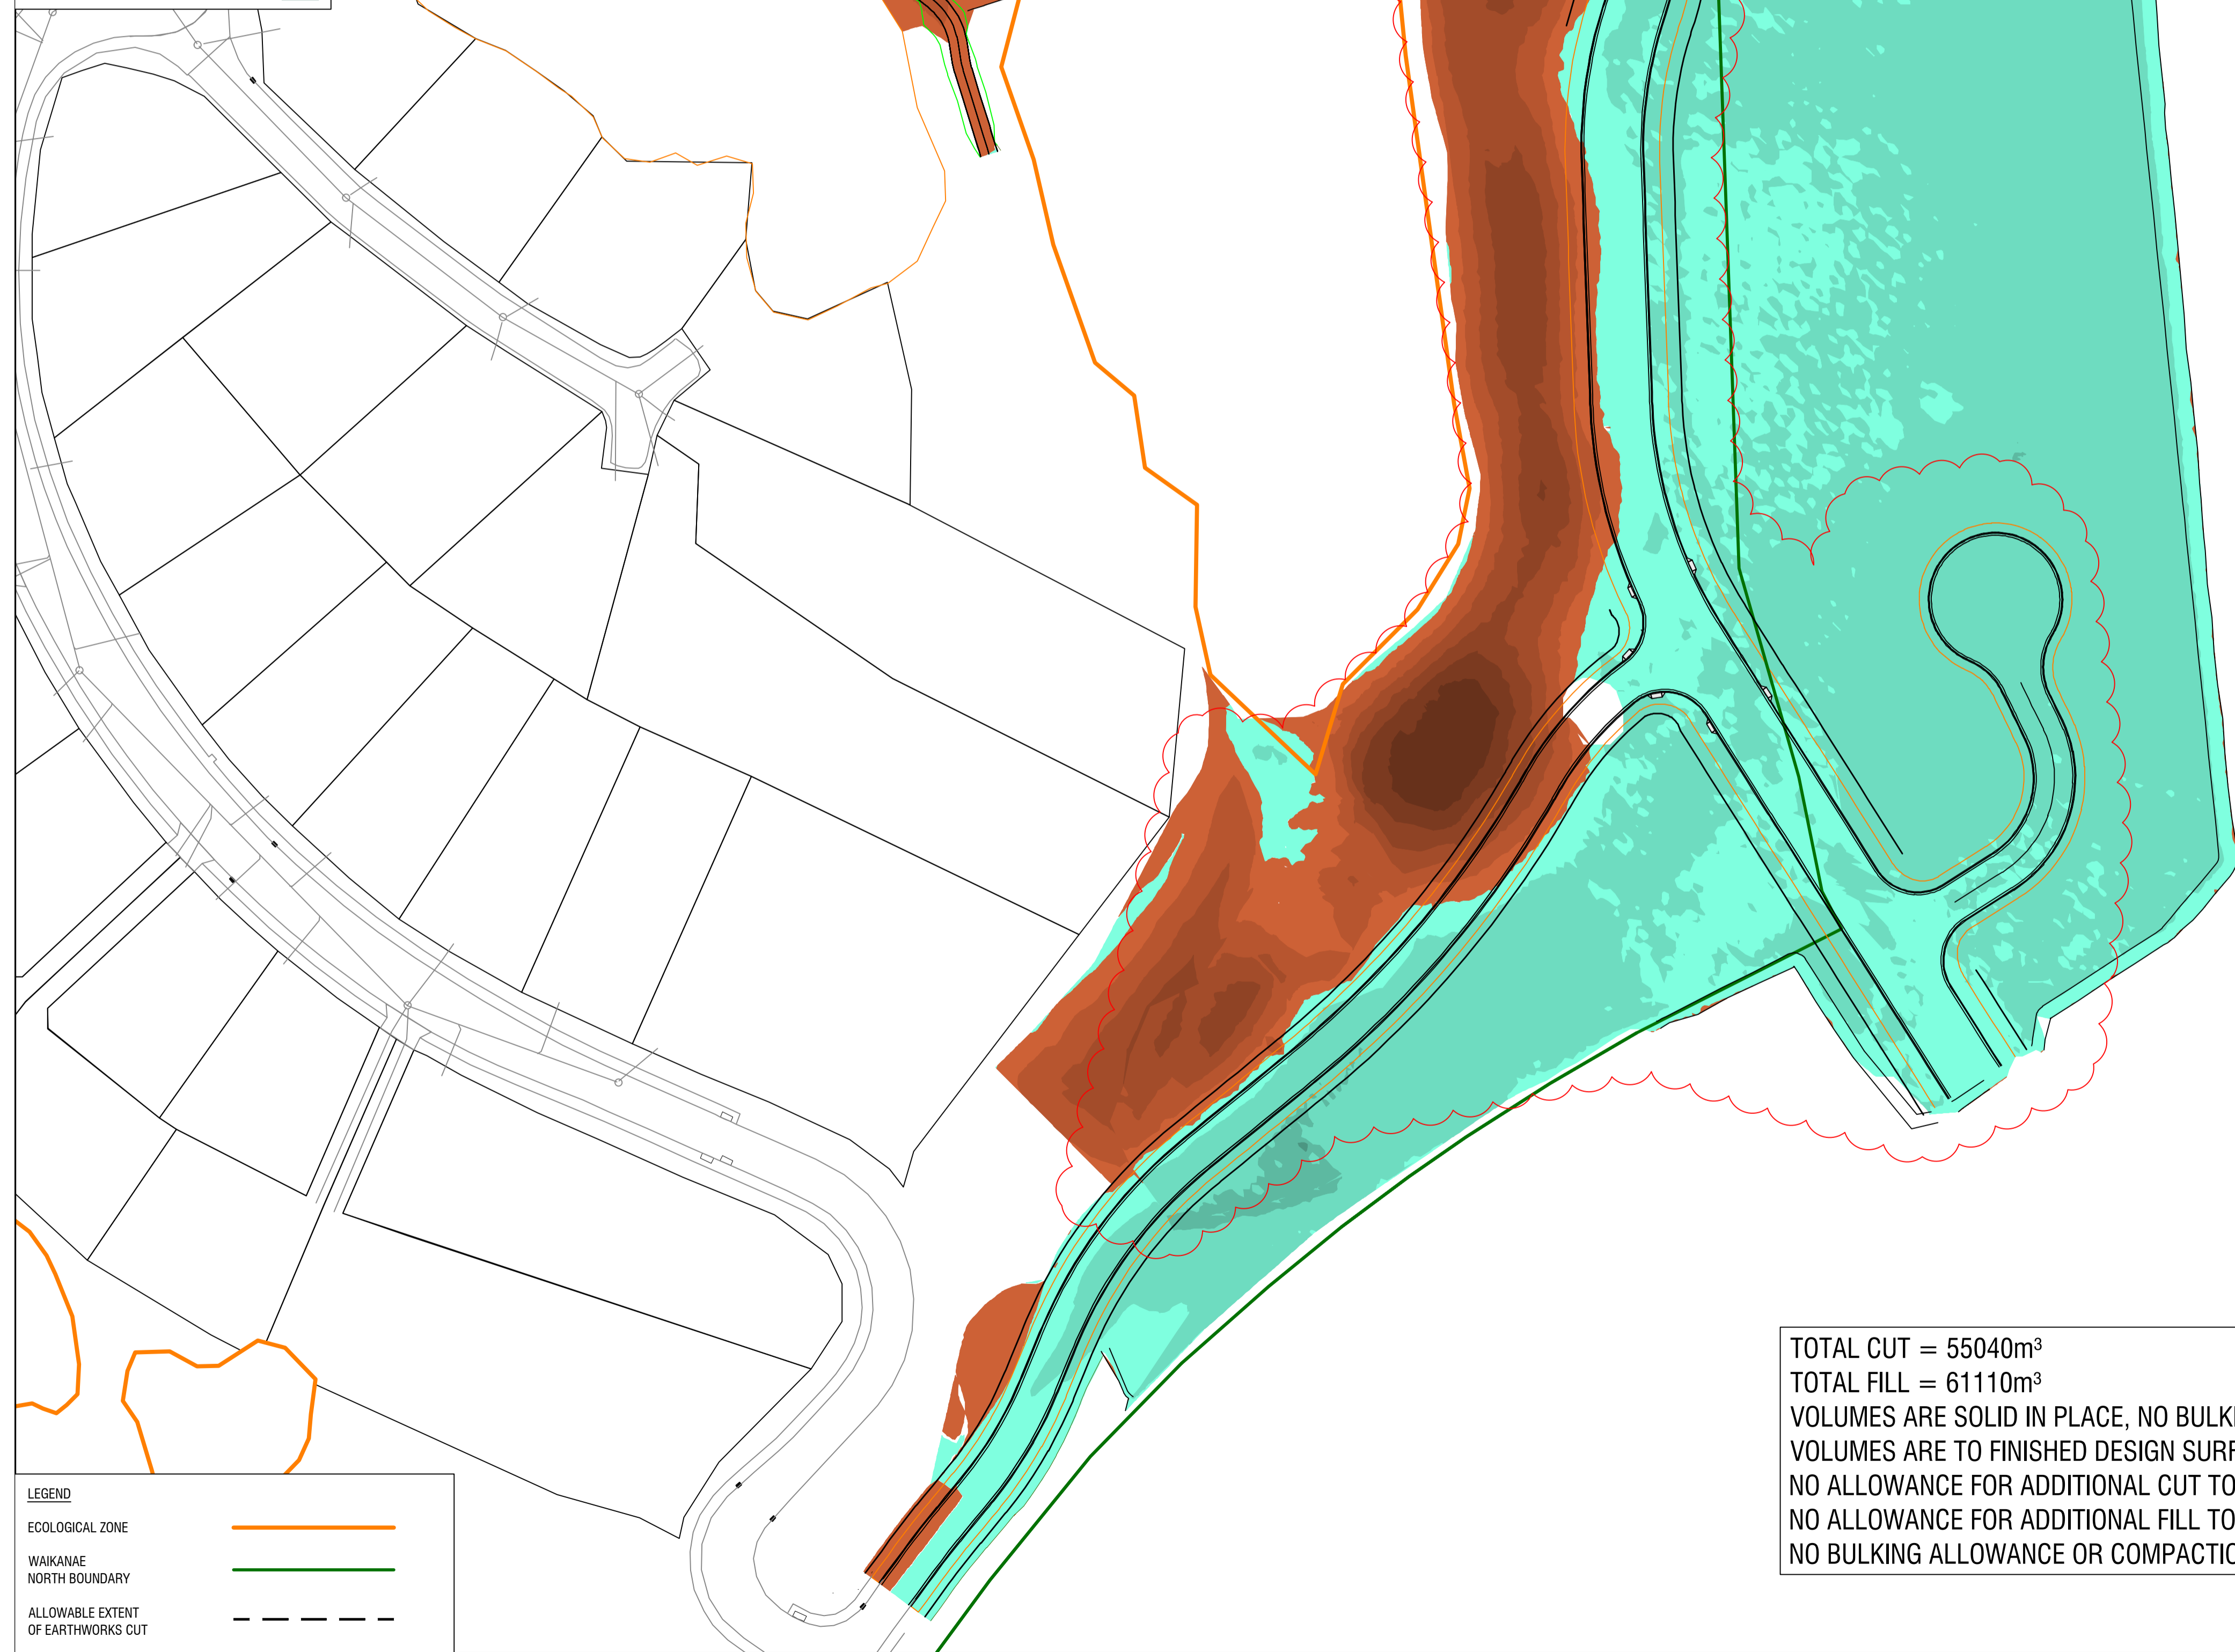 TOTAL CUT = 55040m³
TOTAL FILL = 61110m³
VOLUMES ARE SOLID IN PLACE, NO
VOLUMES ARE TO FINISHED DESIGN
NO ALLOWANCE FOR ADDITIONAL CUT TO
NO ALLOWANCE FOR ADDITIONAL FILL TO
NO BULKING ALLOWANCE OR
LEGEND
ECOLOGICAL ZONE
WAIKANAE
NORTH BOUNDARY
ALLOWABLE EXTENT
OF EARTHWORKS CUT